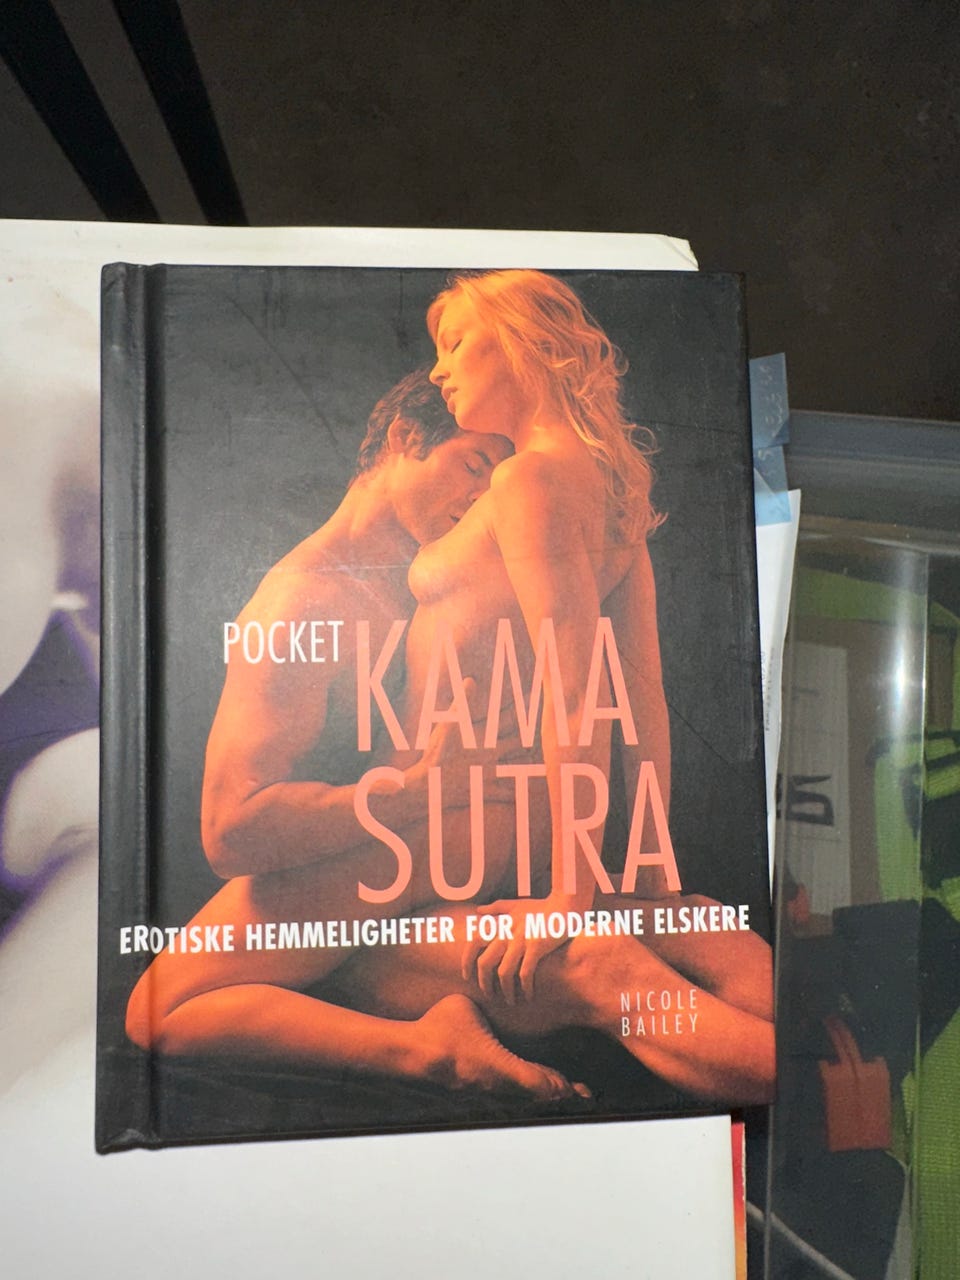 POCKET KAMA
SUTRA
EROTISKE HEMMELIGHETER FOR MODERNE ELSKERE
NICOLE
BAILEY